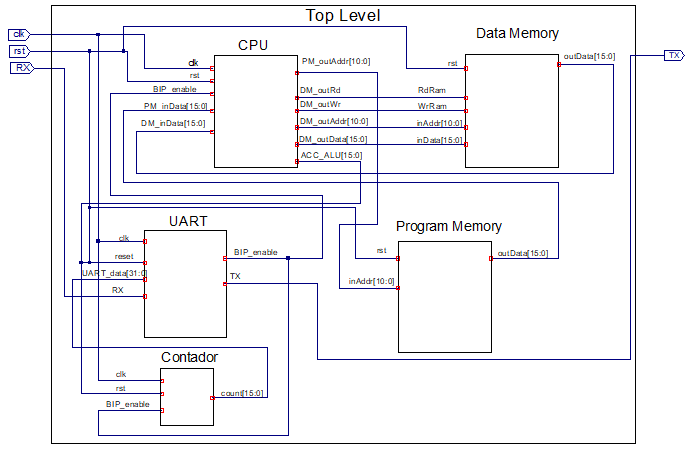 Top Level
clk
rst
RX
TX
CPU
clk
rst
BIP_enable
PM_inData[15:0]
DM_inData[15:0]
PM_outAddr[10:0]
DM_outRd
DM_outWr
DM_outAddr[10:0]
DM_outData[15:0]
ACC_ALU[15:0]
Data Memory
rst
RdRam
WrRam
inAddr[10:0]
inData[15:0]
outData[15:0]
UART
clk
reset
UART_data[31:0]
RX
BIP_enable
TX
Program Memory
rst
inAddr[10:0]
outData[15:0]
Contador
clk
rst
BIP_enable
count[15:0]